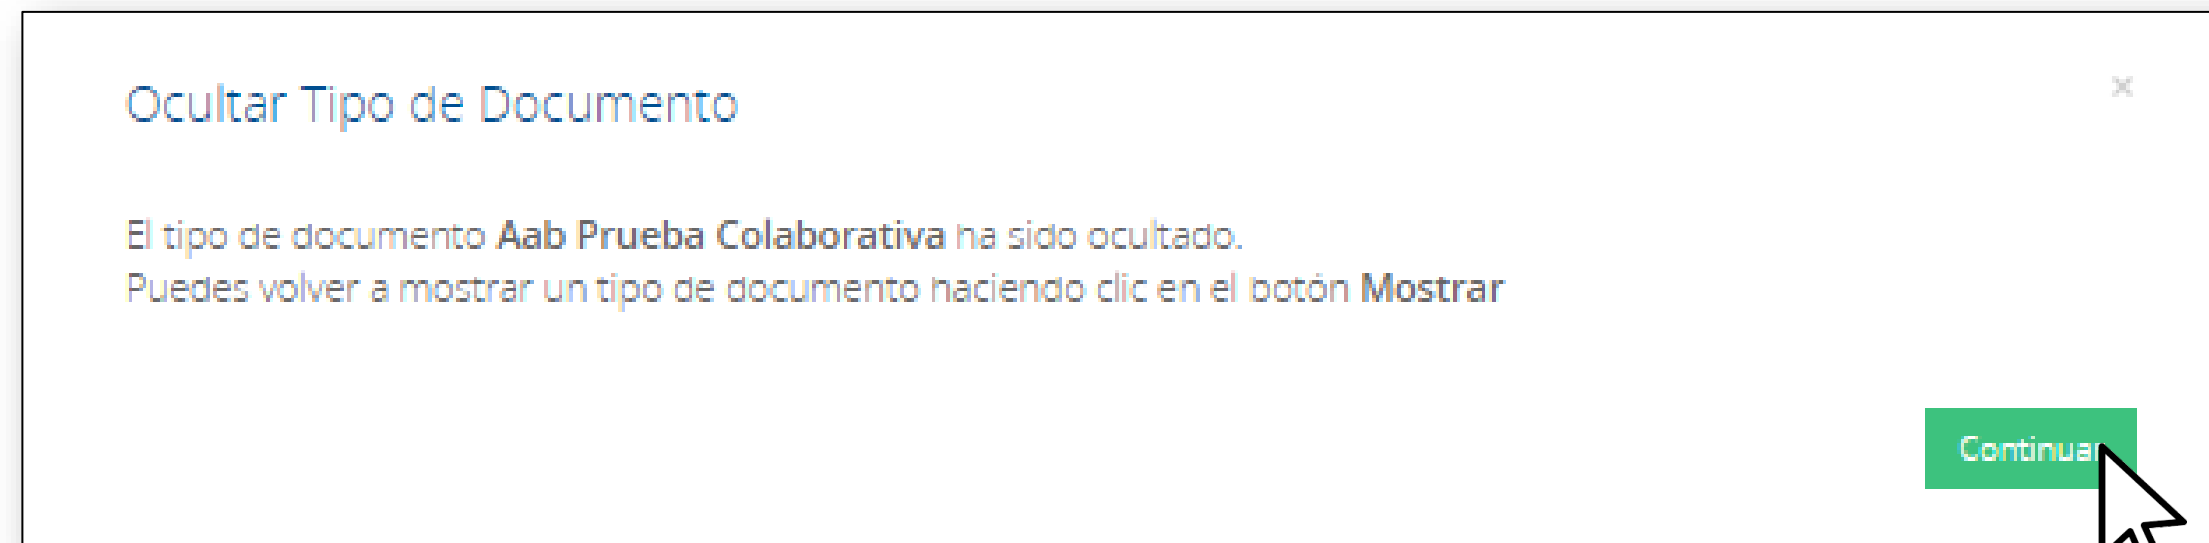 Ocultar Tipo de Documento
×
El tipo de documento Aab Prueba Colaborativa ha sido ocultado.
Puedes volver a mostrar un tipo de documento haciendo clic en el botón Mostrar
Continuar